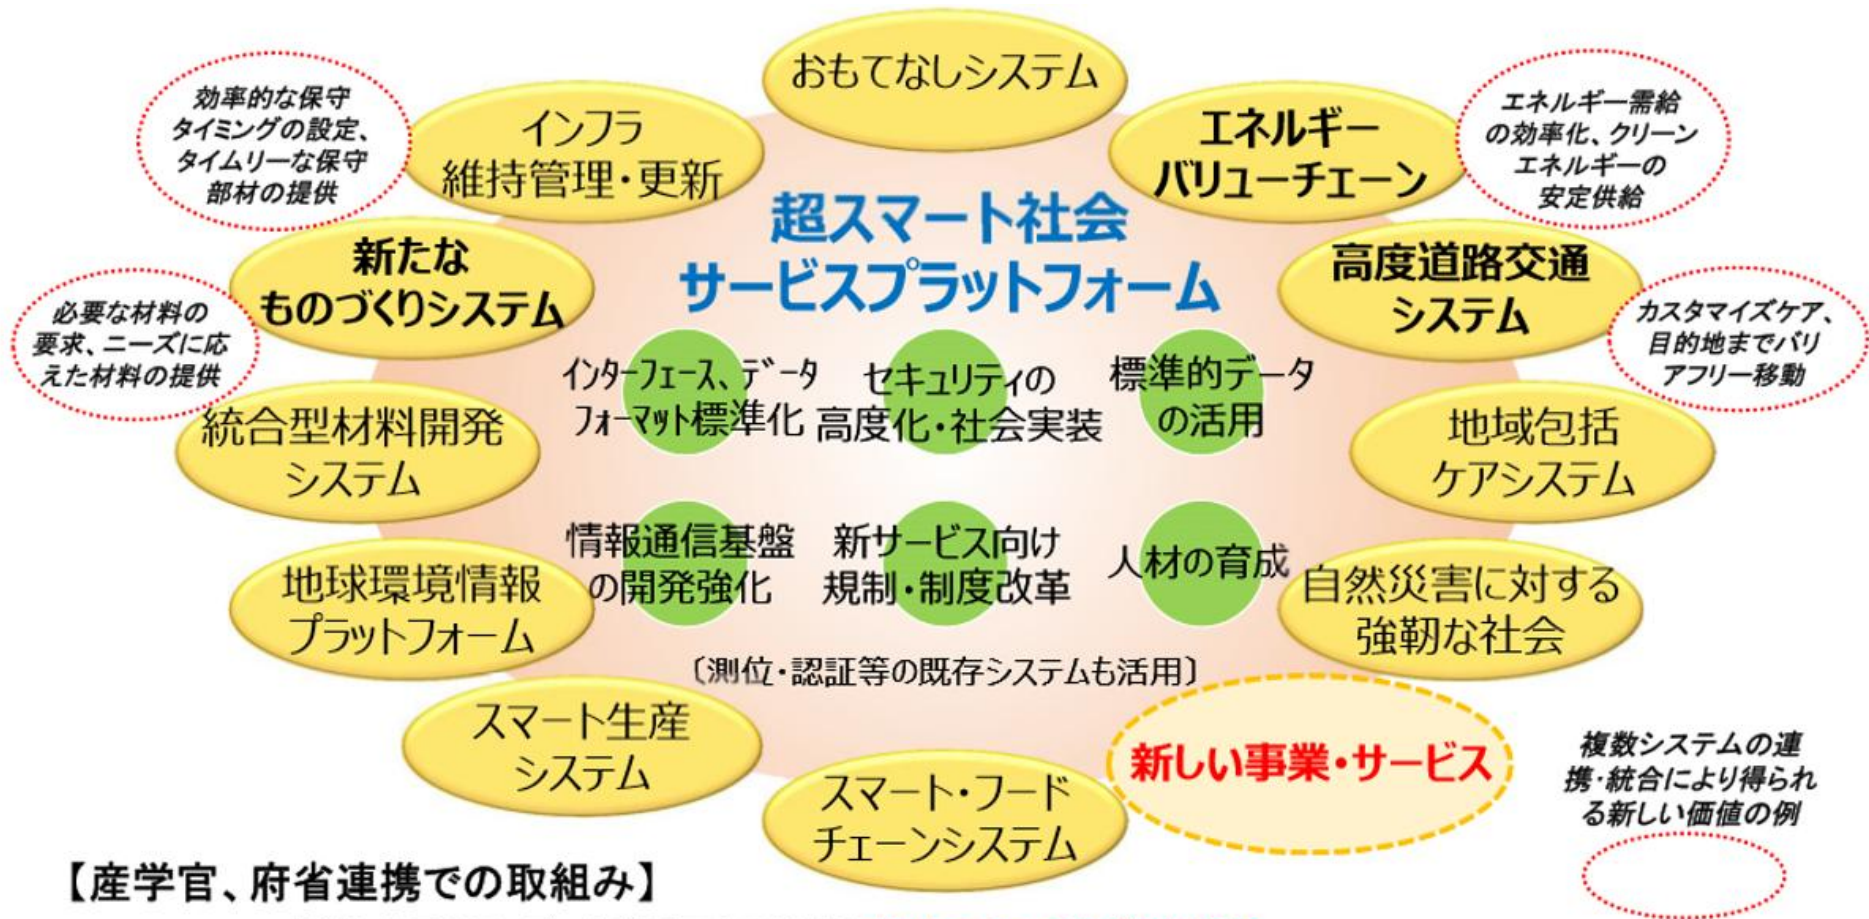 おもてなしシステム
効率的な保守
タイミングの設定、
タイムリーな保守
部材の提供
インフラ
維持管理・更新
エネルギー
バリューチェーン
エネルギー需給
の効率化、クリーン
エネルギーの
安定供給
超スマート社会
サービスプラットフォーム
新たな
ものづくりシステム
高度道路交通
システム
必要な材料の
要求、ニーズに応
えた材料の提供
カスタマイズケア、
目的地までバリ
アフリー移動
インターフェース、データ
フォーマット標準化
セキュリティの
高度化・社会実装
標準的データ
の活用
統合型材料開発
システム
地域包括
ケアシステム
情報通信基盤
の開発強化
新サービス向け
規制・制度改革
人材の育成
地球環境情報
プラットフォーム
自然災害に対する
強靭な社会
〔測位・認証等の既存システムも活用〕
スマート生産
システム
新しい事業・サービス
スマート・フード
チェーンシステム
複数システムの連
携・統合により得られ
る新しい価値の例
【産学官、府省連携での取組み】